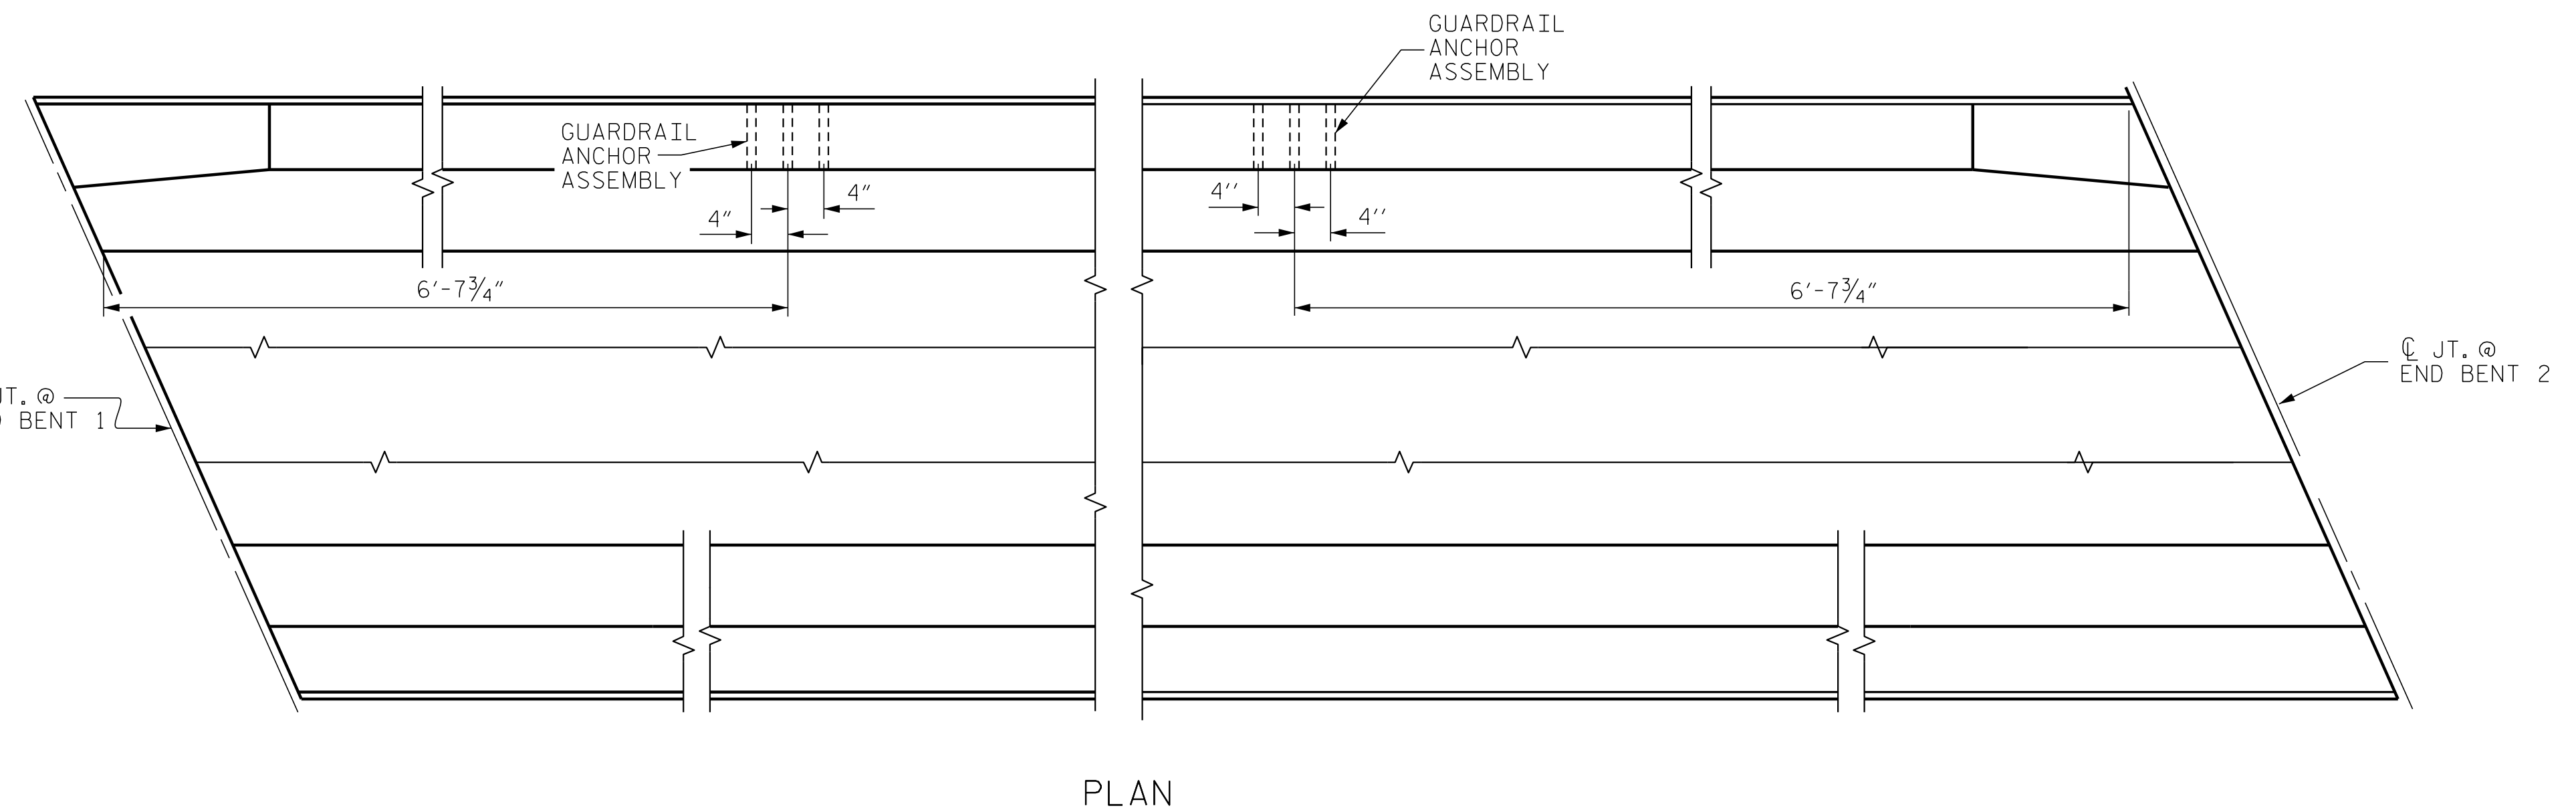 GUARDRAIL
ANCHOR
ASSEMBLY
GUARDRAIL
ANCHOR
ASSEMBLY
4"
4"
4''
4''
6'-7¾"
6'-7¾"
JT. @
BENT 1
℄ JT. @
END BENT 2
PLAN